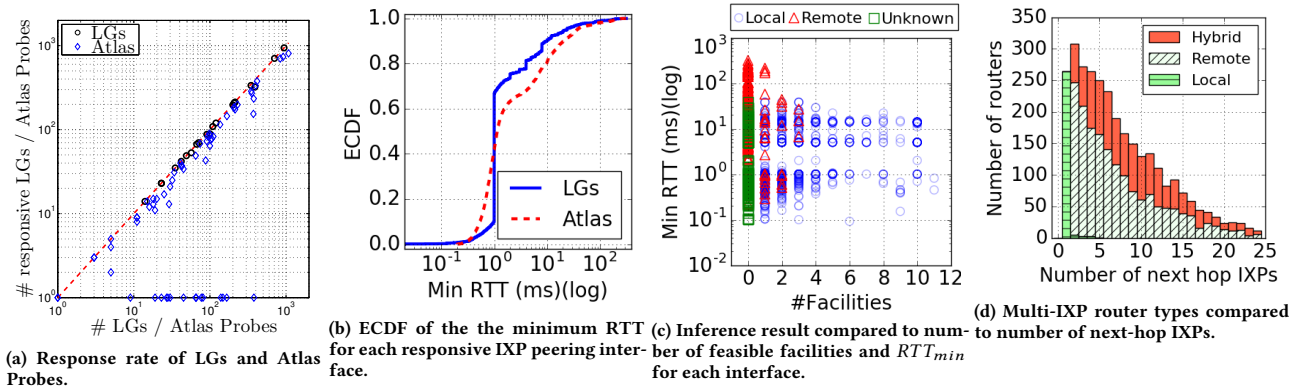 # responsive LGs / Atlas Probes
10³
10²
10¹
10⁰
LGs
Atlas
10⁰ 10¹ 10² 10³
# LGs / Atlas Probes
(a) Response rate of LGs and Atlas
Probes.
ECDF
1.0
0.8
0.6
0.4
0.2
0.0
LGs
Atlas
10⁻¹ 10⁰ 10¹ 10²
Min RTT (ms)(log)
(b) ECDF of the the minimum RTT
for each responsive IXP peering inter-
face.
Local Remote Unknown
Min RTT (ms)(log)
10³
10²
10¹
10⁰
10⁻¹
10⁻²
0 2 4 6 8 10 12
#Facilities
(c) Inference result compared to num-
ber of feasible facilities and RTTmin
for each interface.
Number of routers
350
300
250
200
150
100
50
0
Hybrid
Remote
Local
5 10 15 20 25
Number of next hop IXPs
(d) Multi-IXP router types compared
to number of next-hop IXPs.